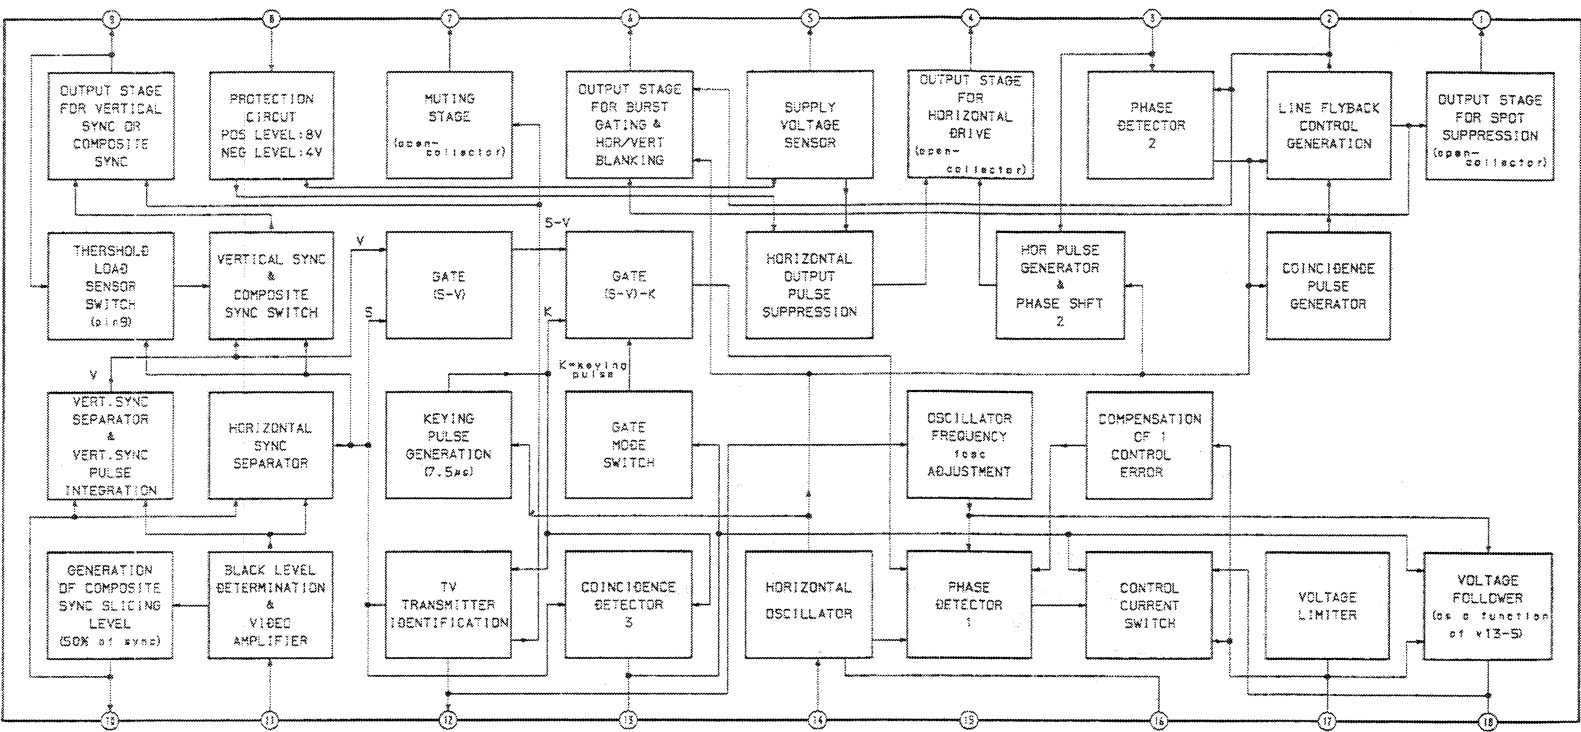 9 8 7 6 5 4 3 2 1
OUTPUT STAGE
FOR VERTICAL
SYNC OR
COMPOSITE
SYNC
PROTECTION
CIRCUT
POS LEVEL:8V
NEG LEVEL:4V
MUTING
STAGE
(open-
collector)
OUTPUT STAGE
FOR BURST
GATING &
HOR/VERT
BLANKING
SUPPLY
VOLTAGE
SENSOR
OUTPUT STAGE
FOR
HORIZONTAL
DRIVE
(open-
collector)
PHASE
DETECTOR
2
LINE FLYBACK
CONTROL
GENERATION
OUTPUT STAGE
FOR SPOT
SUPPRESSION
(open-
collector)
THERSHOLD
LOAD
SENSOR
SWITCH
(pin9)
VERTICAL SYNC
&
COMPOSITE
SYNC SWITCH
V
S
GATE
(S-V)
S-V
K
GATE
(S-V)-K
HORIZONTAL
OUTPUT
PULSE
SUPPRESSION
HOR PULSE
GENERATOR
&
PHASE SHFT
2
COINCIDENCE
PULSE
GENERATOR
V
K=keying
pulse
VERT.SYNC
SEPARATOR
&
VERT.SYNC
PULSE
INTEGRATION
HORIZONTAL
SYNC
SEPARATOR
KEYING
PULSE
GENERATION
(7.5µs)
GATE
MODE
SWITCH
OSCILLATOR
FREQUENCY
fosc
ADJUSTMENT
COMPENSATION
OF 1
CONTROL
ERROR
GENERATION
OF COMPOSITE
SYNC SLICING
LEVEL
(50% of sync)
BLACK LEVEL
DETERMINATION
&
VIDEO
AMPLIFIER
TV
TRANSMITTER
IDENTIFICATION
COINCIDENCE
DETECTOR
3
HORIZONTAL
OSCILLATOR
PHASE
DETECTOR
1
CONTROL
CURRENT
SWITCH
VOLTAGE
LIMITER
VOLTAGE
FOLLOWER
(as a function
of v13-5)
10 11 12 13 14 15 16 17 18